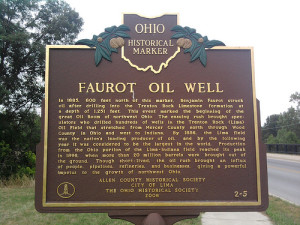 OHIO
HISTORICAL
MARKER
FAUROT OIL WELL
In 1885, 500 feet north of this marker, Benjamin Faurot struck
oil after drilling into the Trenton Rock Limestone formation at
a depth of 1,251 feet. This event marked the beginning of the
great Oil Boom of northwest Ohio. The ensuing rush brought spec-
ulators who drilled hundreds of wells in the Trenton Rock (Lima)
Oil Field that stretched from Mercer County north through Wood
County in Ohio and west to Indiana. By 1886, the Lima field
was the nation's leading producer of oil, and by the following
year it was considered to be the largest in the world. Production
from the Ohio portion of the Lima-Indiana field reached its peak
in 1896, when more than 20 million barrels were brought out of
the ground. Though short-lived, the oil rush brought an influx
of people, pipelines, refineries, and businesses, giving a powerful
impetus to the growth of northwest Ohio.
ALLEN COUNTY HISTORICAL SOCIETY
CITY OF LIMA
THE OHIO HISTORICAL SOCIETY
2-5